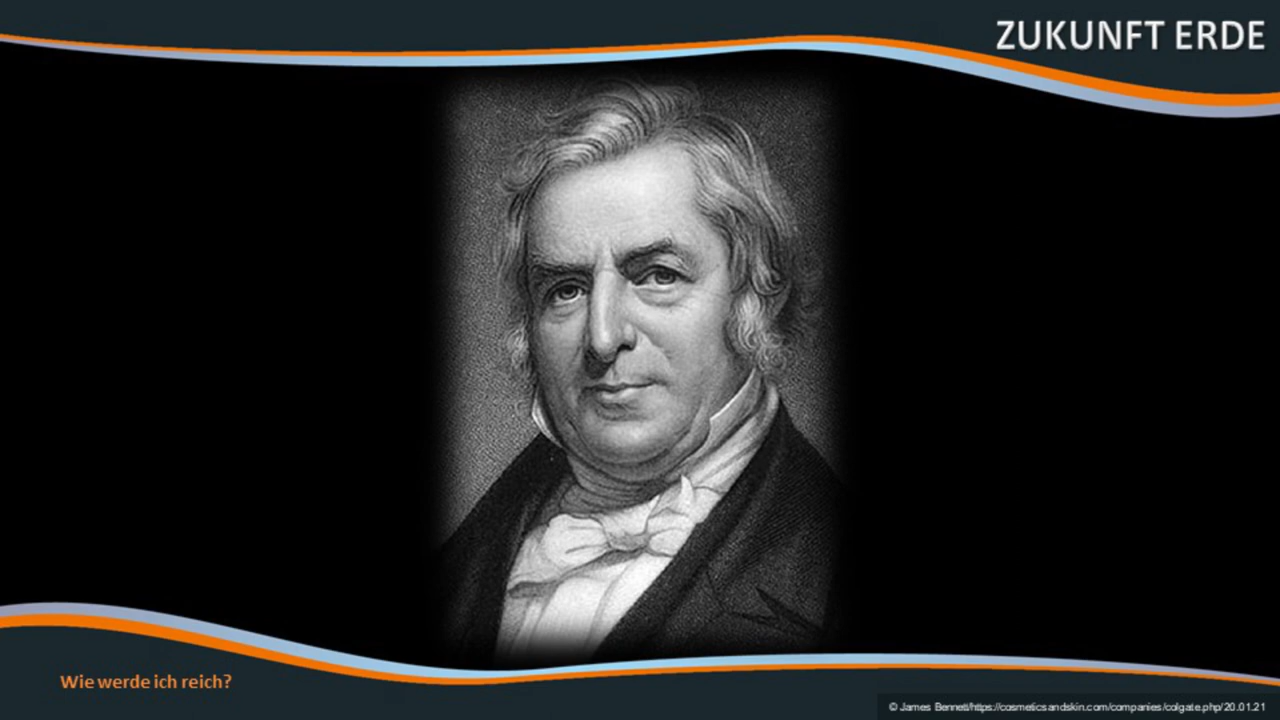 ZUKUNFT ERDE
Wie werde ich reich?
© James Bennett/https://cosmeticsandskin.com/companies/colgate.php/20.01.21